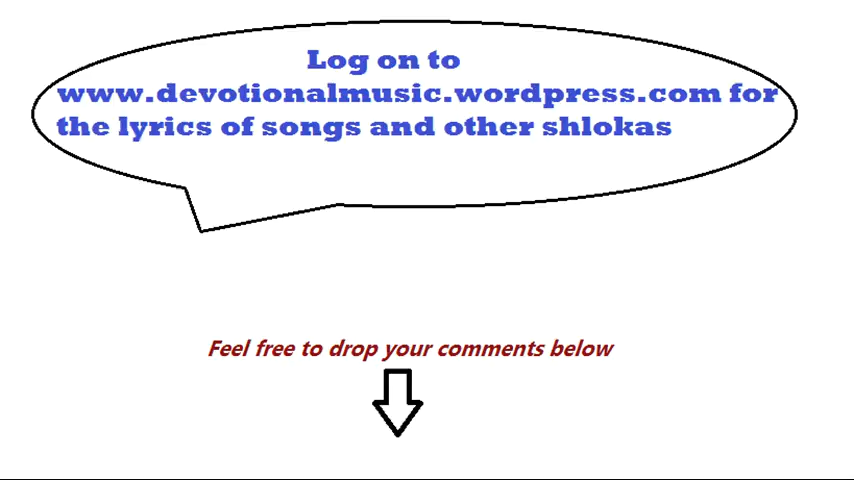 Log on to
www.devotionalmusic.wordpress.com for
the lyrics of songs and other shlokas
Feel free to drop your comments below